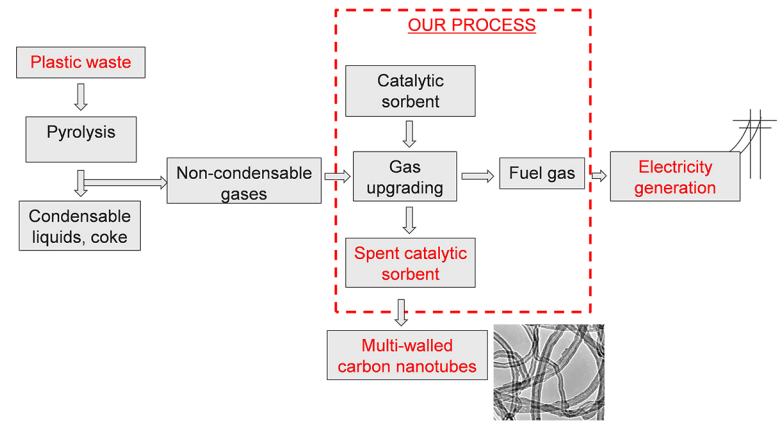 OUR PROCESS
Plastic waste
Catalytic
sorbent
Pyrolysis
Non-condensable
gases
Gas
upgrading
Fuel gas
Electricity
generation
Condensable
liquids, coke
Spent catalytic
sorbent
Multi-walled
carbon nanotubes